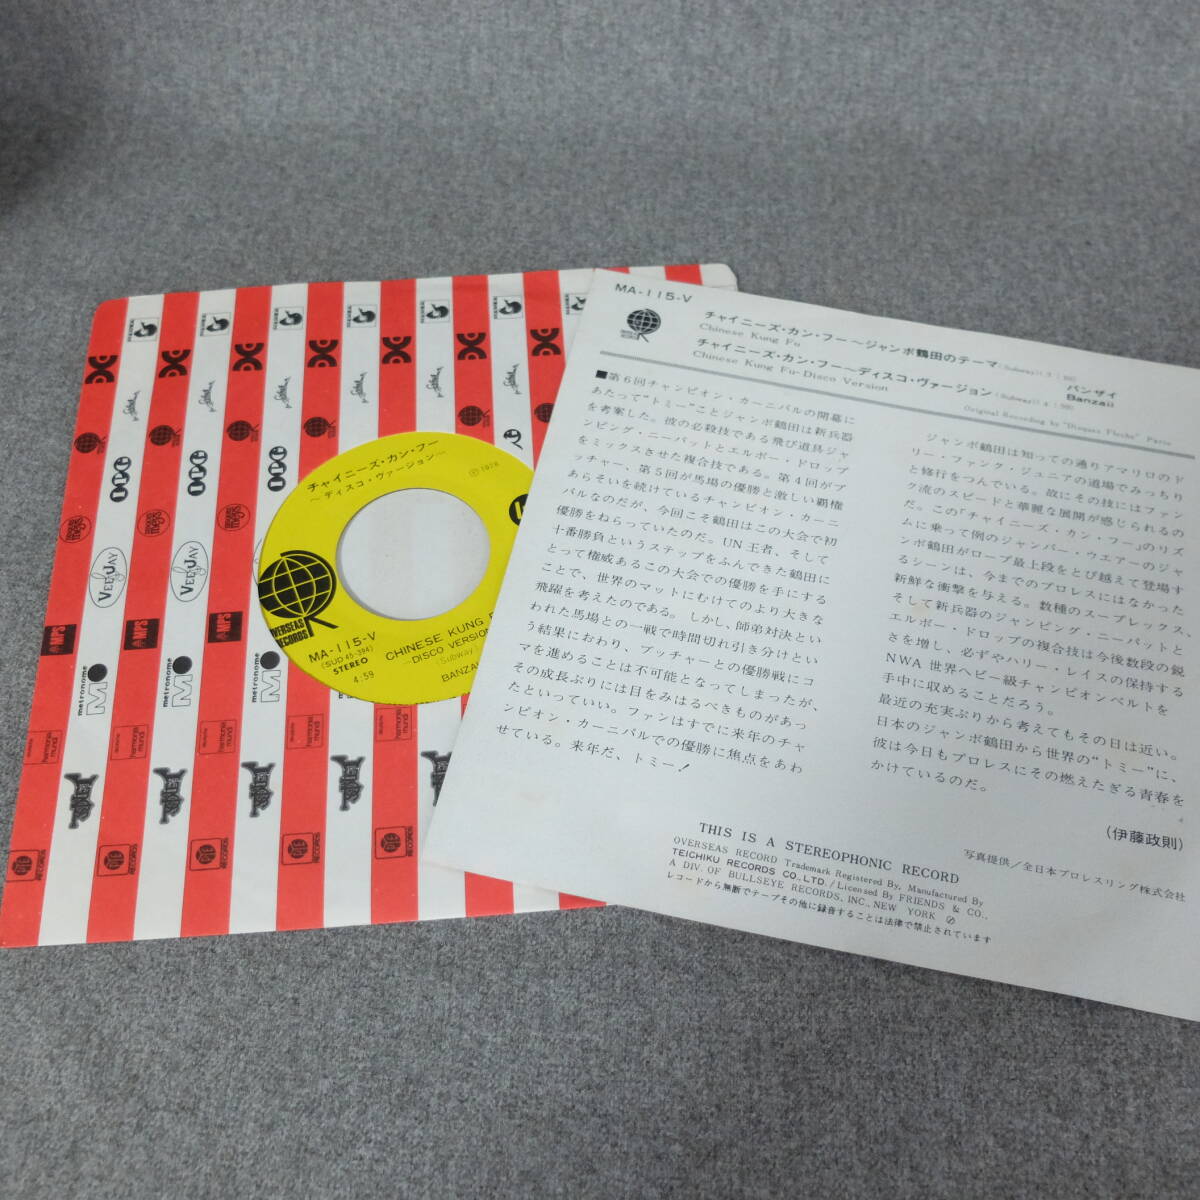 MA-115-V
チャイニーズ・カン・フー～ジャンボ鶴田のテーマ
Chinese Kung Fu
チャイニーズ・カン・フー～ディスコ・ヴァージョン
Chinese Kung Fu-Disco Version
バンザイ
Banzaii
Original Recording by "Disques Fleche" Paris
■第6回チャンピオン・カーニバルの開幕に
あたって"トミー"ことジャンボ鶴田は新兵器
を考案した。彼の必殺技である飛び道具ジャ
ンピング・ニーパットとエルボー・ドロップ
をミックスさせた複合技である。第4回がブ
ッチャー、第5回が馬場の優勝と激しい覇権
あらそいを続けているチャンピオン・カーニ
バルなのだが、今回こそ鶴田はこの大会で初
優勝をねらっていたのだ。UN王者、そして
十番勝負というステップをふんできた鶴田に
とって権威あるこの大会での優勝を手にする
ことで、世界のマットにむけてのより大きな
飛躍を考えたのである。しかし、師弟対決とい
われた馬場との一戦で時間切れ引き分けとい
う結果におわり、ブッチャーとの優勝戦にコ
マを進めることは不可能となってしまったが、
その成長ぶりには目をみはるべきものがあっ
たといっていい。ファンはすでに来年のチャ
ンピオン・カーニバルでの優勝に焦点をあわ
せている。来年だ、トミー！
ジャンボ鶴田は知っての通りアマリロのド
リー・ファンク・ジュニアの道場でみっちり
と修行をつんでいる。故にその技にはファン
ク流のスピードと華麗な展開が感じられるの
だ。この「チャイニーズ・カン・フー」のリズ
ムに乗って例のジャンパー・ウエアーのジャ
ンボ鶴田がロープ最上段をとび越えて登場す
るシーンは、今までのプロレスにはなかった
新鮮な衝撃を与える。数種のスープレックス、
そして新兵器のジャンピング・ニーパットと
エルボー・ドロップの複合技は今後数段の鋭
さを増し、必ずやハリー・レイスの保持する
NWA世界ヘビー級チャンピオンベルトを
手中に収めることだろう。
最近の充実ぶりから考えてもその日は近い。
日本のジャンボ鶴田から世界の"トミー"に、
彼は今日もプロレスにその燃えたぎる青春を
かけているのだ。
(伊藤政則)
写真提供/全日本プロレスリング株式会社
THIS IS A STEREOPHONIC RECORD
OVERSEAS RECORD Trademark Registered By, Manufactured By
TEICHIKU RECORDS CO., LTD./Licensed By FRIENDS & CO.,
A DIV. OF BULLSEYE RECORDS, INC., NEW YORK
レコードから無断でテープその他に録音することは法律で禁止されています
チャイニーズ・カン・フー
～ディスコ・ヴァージョン～
Ⓟ1978
OVERSEAS
RECORDS
MA-115-V
(SUD 45-384)
STEREO
4:59
CHINESE KUNG
-DISCO VERSION
(Subway
BANZAI
VEE JAY
MPS
metronome
harmonia
mundi
PYE
RECORDS